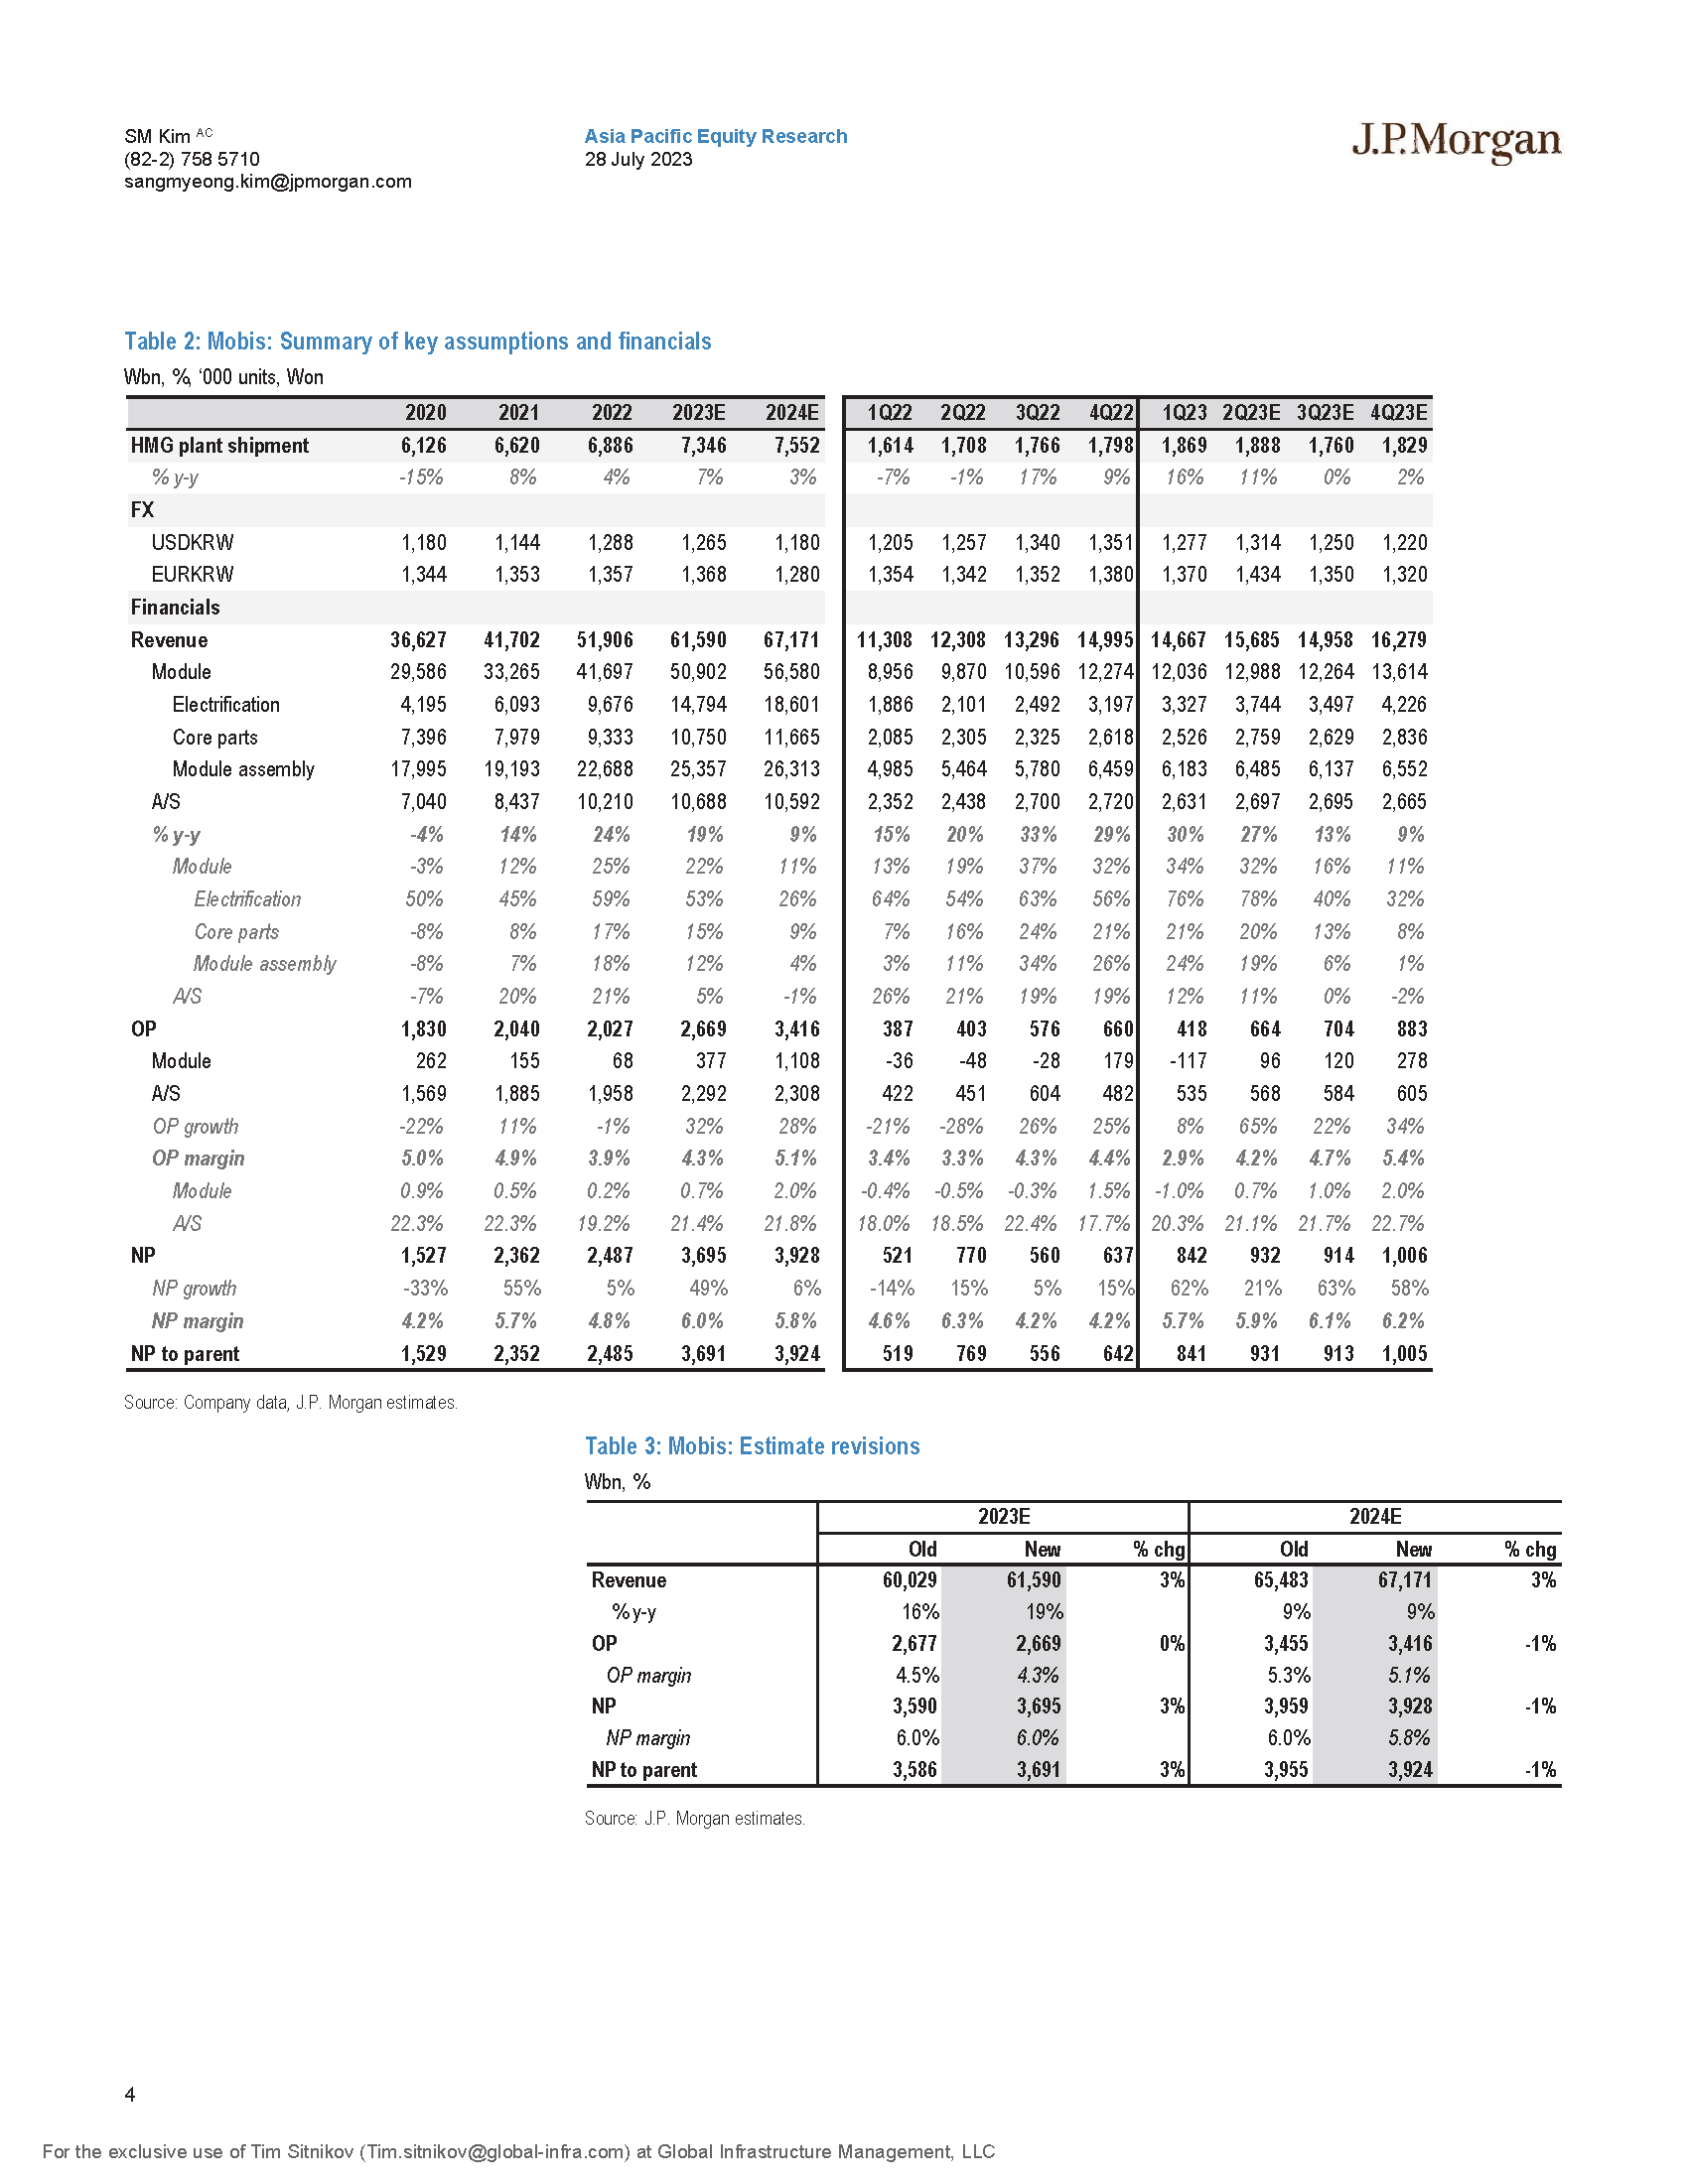 SM Kim AC
(82-2) 758 5710
sangmyeong.kim@jpmorgan.com
Asia Pacific Equity Research
28 July 2023
J.P.Morgan
Table 2: Mobis: Summary of key assumptions and financials
Wbn, %, ‘000 units, Won
2020 2021 2022 2023E 2024E 1Q22 2Q22 3Q22 4Q22 1Q23 2Q23E 3Q23E 4Q23E
HMG plant shipment 6,126 6,620 6,886 7,346 7,552 1,614 1,708 1,766 1,798 1,869 1,888 1,760 1,829
% y-y -15% 8% 4% 7% 3% -7% -1% 17% 9% 16% 11% 0% 2%
FX
USDKRW 1,180 1,144 1,288 1,265 1,180 1,205 1,257 1,340 1,351 1,277 1,314 1,250 1,220
EURKRW 1,344 1,353 1,357 1,368 1,280 1,354 1,342 1,352 1,380 1,370 1,434 1,350 1,320
Financials
Revenue 36,627 41,702 51,906 61,590 67,171 11,308 12,308 13,296 14,995 14,667 15,685 14,958 16,279
Module 29,586 33,265 41,697 50,902 56,580 8,956 9,870 10,596 12,274 12,036 12,988 12,264 13,614
Electrification 4,195 6,093 9,676 14,794 18,601 1,886 2,101 2,492 3,197 3,327 3,744 3,497 4,226
Core parts 7,396 7,979 9,333 10,750 11,665 2,085 2,305 2,325 2,618 2,526 2,759 2,629 2,836
Module assembly 17,995 19,193 22,688 25,357 26,313 4,985 5,464 5,780 6,459 6,183 6,485 6,137 6,552
A/S 7,040 8,437 10,210 10,688 10,592 2,352 2,438 2,700 2,720 2,631 2,697 2,695 2,665
% y-y -4% 14% 24% 19% 9% 15% 20% 33% 29% 30% 27% 13% 9%
Module -3% 12% 25% 22% 11% 13% 19% 37% 32% 34% 32% 16% 11%
Electrification 50% 45% 59% 53% 26% 64% 54% 63% 56% 76% 78% 40% 32%
Core parts -8% 8% 17% 15% 9% 7% 16% 24% 21% 21% 20% 13% 8%
Module assembly -8% 7% 18% 12% 4% 3% 11% 34% 26% 24% 19% 6% 1%
A/S -7% 20% 21% 5% -1% 26% 21% 19% 19% 12% 11% 0% -2%
OP 1,830 2,040 2,027 2,669 3,416 387 403 576 660 418 664 704 883
Module 262 155 68 377 1,108 -36 -48 -28 179 -117 96 120 278
A/S 1,569 1,885 1,958 2,292 2,308 422 451 604 482 535 568 584 605
OP growth -22% 11% -1% 32% 28% -21% -28% 26% 25% 8% 65% 22% 34%
OP margin 5.0% 4.9% 3.9% 4.3% 5.1% 3.4% 3.3% 4.3% 4.4% 2.9% 4.2% 4.7% 5.4%
Module 0.9% 0.5% 0.2% 0.7% 2.0% -0.4% -0.5% -0.3% 1.5% -1.0% 0.7% 1.0% 2.0%
A/S 22.3% 22.3% 19.2% 21.4% 21.8% 18.0% 18.5% 22.4% 17.7% 20.3% 21.1% 21.7% 22.7%
NP 1,527 2,362 2,487 3,695 3,928 521 770 560 637 842 932 914 1,006
NP growth -33% 55% 5% 49% 6% -14% 15% 5% 15% 62% 21% 63% 58%
NP margin 4.2% 5.7% 4.8% 6.0% 5.8% 4.6% 6.3% 4.2% 4.2% 5.7% 5.9% 6.1% 6.2%
NP to parent 1,529 2,352 2,485 3,691 3,924 519 769 556 642 841 931 913 1,005
Source: Company data, J.P. Morgan estimates.
Table 3: Mobis: Estimate revisions
Wbn, %
2023E 2024E
Old New % chg Old New % chg
Revenue 60,029 61,590 3% 65,483 67,171 3%
%y-y 16% 19% 9% 9%
OP 2,677 2,669 0% 3,455 3,416 -1%
OP margin 4.5% 4.3% 5.3% 5.1%
NP 3,590 3,695 3% 3,959 3,928 -1%
NP margin 6.0% 6.0% 6.0% 5.8%
NP to parent 3,586 3,691 3% 3,955 3,924 -1%
Source: J.P. Morgan estimates.
4
For the exclusive use of Tim Sitnikov (Tim.sitnikov@global-infra.com) at Global Infrastructure Management, LLC